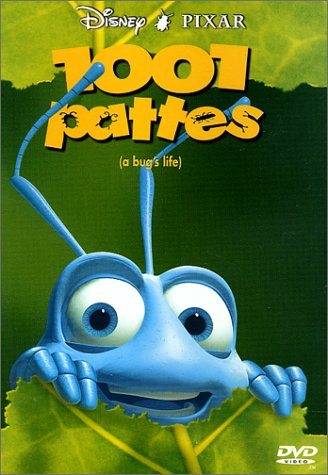 Disney PIXAR
1001
pattes
(a bug's life)
DVD
VIDEO